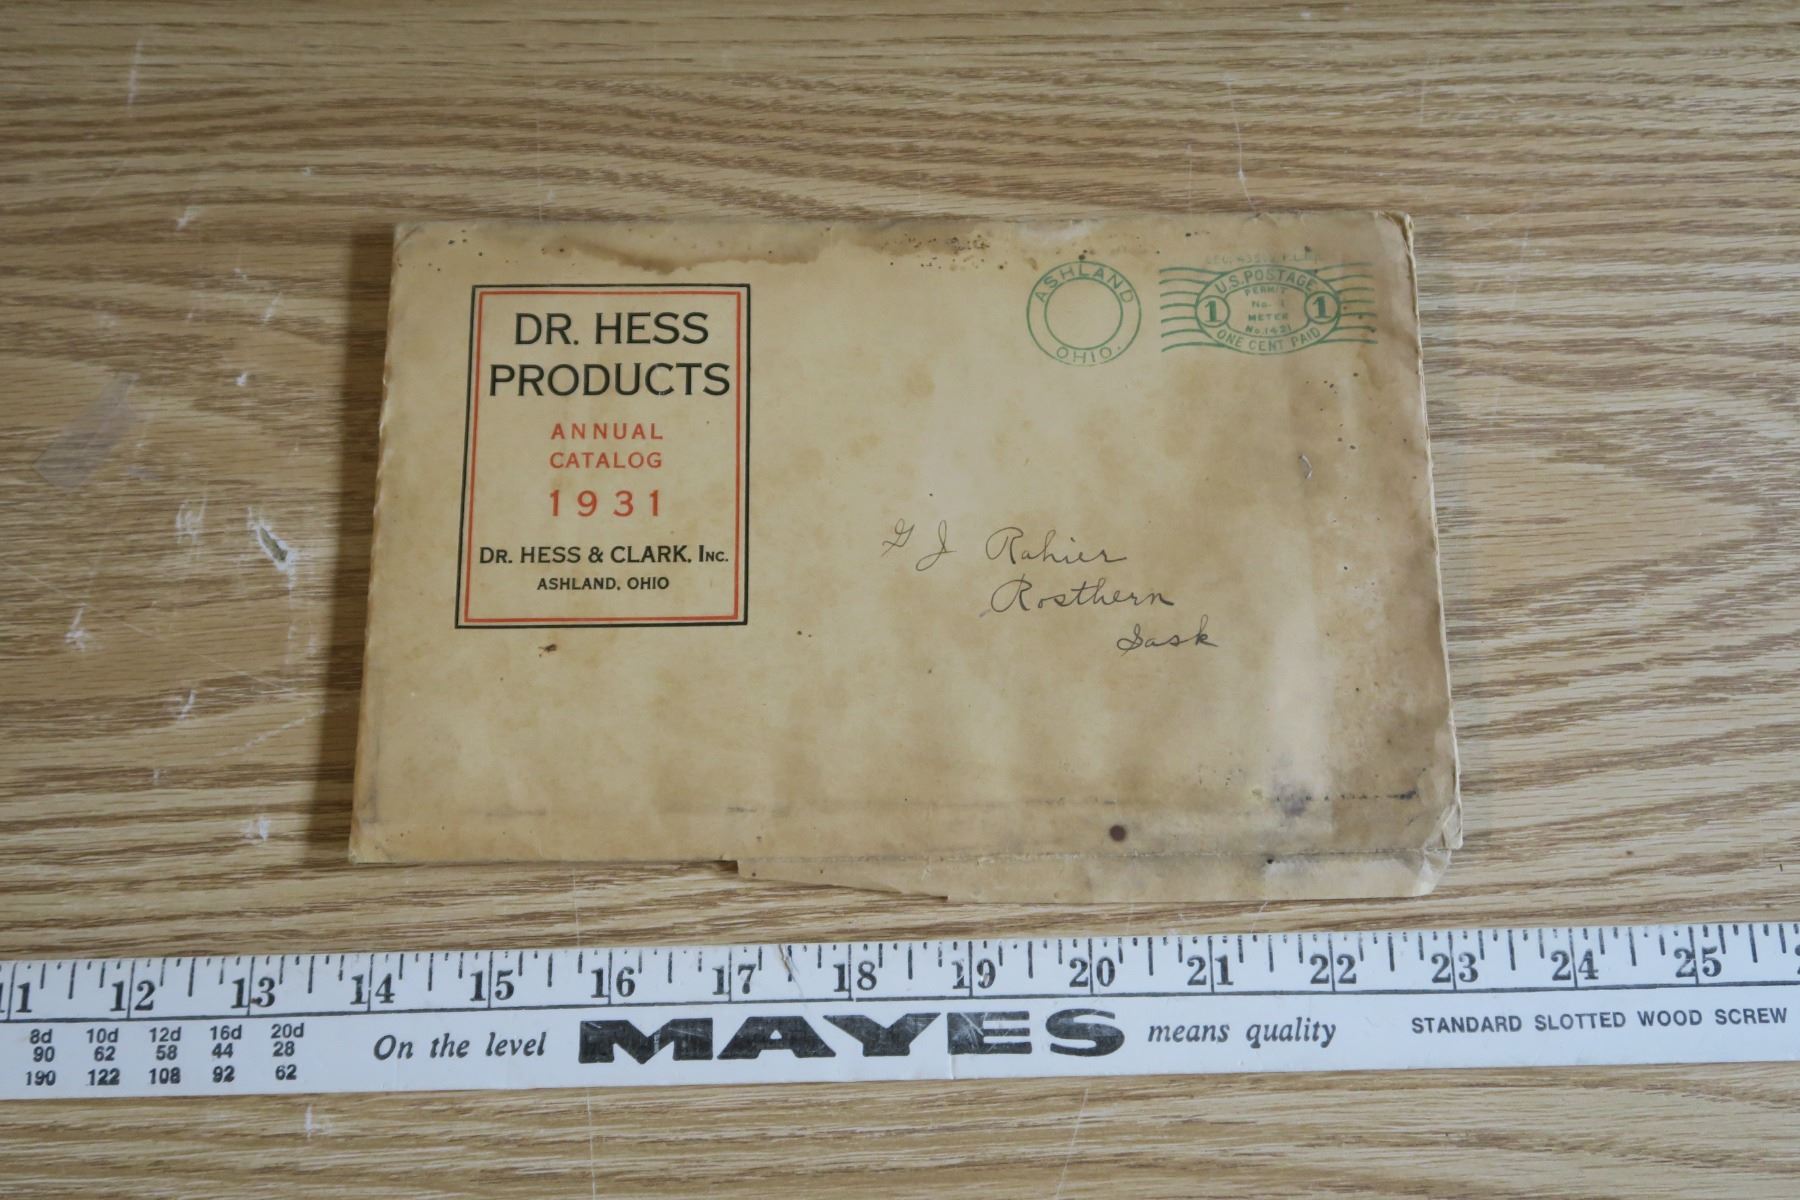 DR. HESS
PRODUCTS
ANNUAL
CATALOG
1931
DR. HESS & CLARK, INC.
ASHLAND, OHIO
ASHLAND
OHIO.
U.S. POSTAGE
1 PERMIT 1
No. 1
METER
No. 1421
ONE CENT PAID
G J Rahier
Rosthern
Sask
12 13 14 15 16 17 18 19 20 21 22 23 24 25
8d 10d 12d 16d 20d
90 62 58 44 28
190 122 108 92 62
On the level MAYES means quality
STANDARD SLOTTED WOOD SCREW